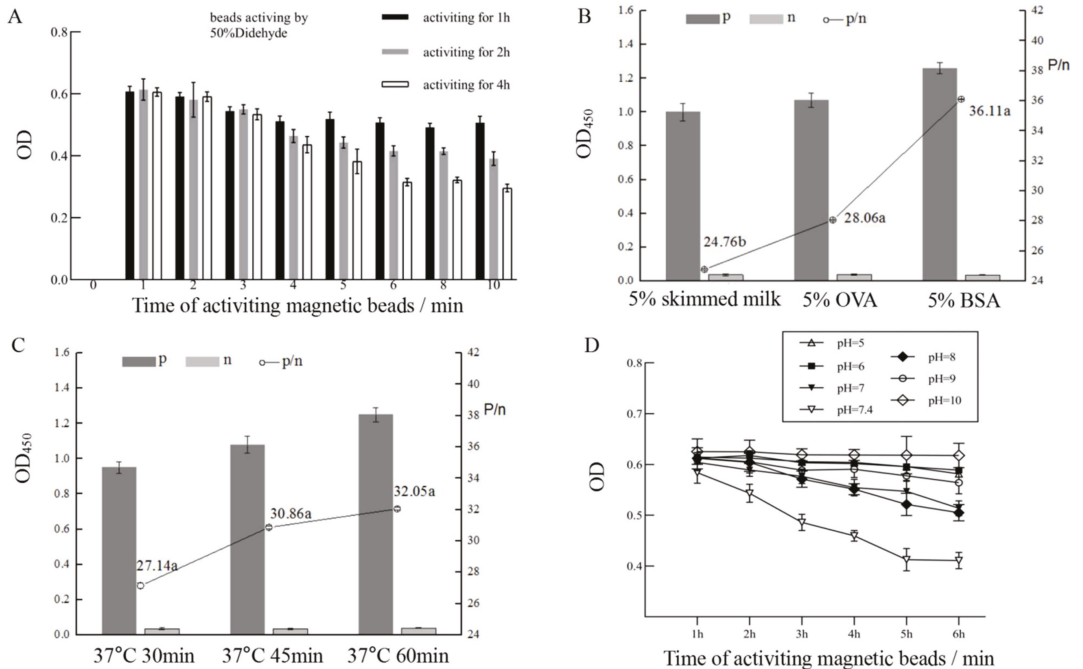 A
beads activing by
50%Didehyde
activiting for 1h
activiting for 2h
activiting for 4h
0.8
0.6
0.4
0.2
0.0
OD
0 1 2 3 4 5 6 8 10
Time of activiting magnetic beads / min
B
p n p/n
1.6
1.4
1.2
1.0
0.8
0.6
0.4
0.2
0.0
OD450
42
40
38
36
34
32
30
28
26
24
P/n
24.76b
28.06a
36.11a
5% skimmed milk 5% OVA 5% BSA
C
p n p/n
1.6
1.4
1.2
1.0
0.8
0.6
0.4
0.2
0.0
OD450
42
40
38
36
34
32
30
28
26
24
P/n
27.14a
30.86a
32.05a
37°C 30min 37°C 45min 37°C 60min
D
pH=5
pH=6
pH=7
pH=7.4
pH=8
pH=9
pH=10
0.8
0.7
0.6
0.5
0.4
OD
1h 2h 3h 4h 5h 6h
Time of activiting magnetic beads / min